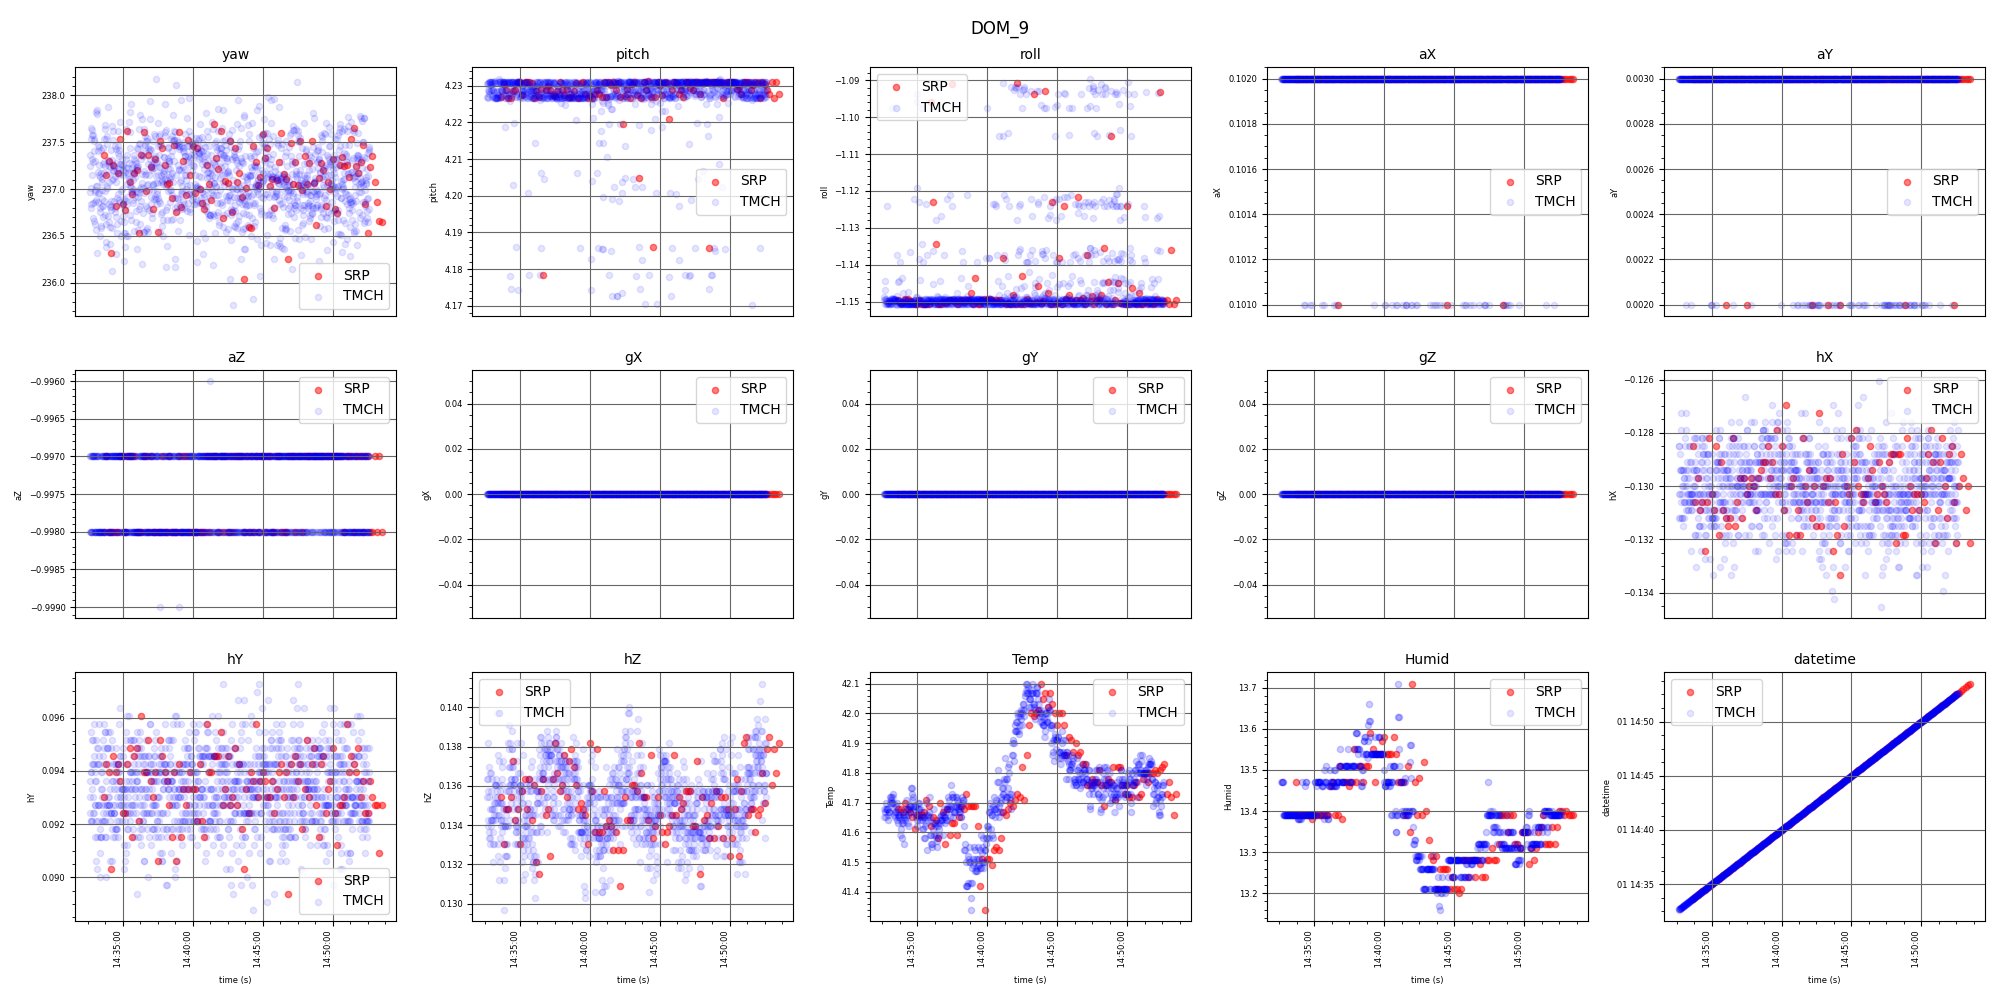 DOM_9
yaw
pitch
roll
aX
aY
238.0
237.5
237.0
236.5
236.0
yaw
SRP
TMCH
4.23
4.22
4.21
4.20
4.19
4.18
4.17
pitch
SRP
TMCH
−1.09
−1.10
−1.11
−1.12
−1.13
−1.14
−1.15
roll
SRP
TMCH
0.1020
0.1018
0.1016
0.1014
0.1012
0.1010
aX
SRP
TMCH
0.0030
0.0028
0.0026
0.0024
0.0022
0.0020
aY
SRP
TMCH
aZ
gX
gY
gZ
hX
−0.9960
−0.9965
−0.9970
−0.9975
−0.9980
−0.9985
−0.9990
aZ
SRP
TMCH
0.04
0.02
0.00
−0.02
−0.04
gX
SRP
TMCH
0.04
0.02
0.00
−0.02
−0.04
gY
SRP
TMCH
0.04
0.02
0.00
−0.02
−0.04
gZ
SRP
TMCH
−0.126
−0.128
−0.130
−0.132
−0.134
hX
SRP
TMCH
hY
hZ
Temp
Humid
datetime
0.096
0.094
0.092
0.090
hY
SRP
TMCH
14:35:00
14:40:00
14:45:00
14:50:00
time (s)
0.140
0.138
0.136
0.134
0.132
0.130
hZ
SRP
TMCH
14:35:00
14:40:00
14:45:00
14:50:00
time (s)
42.1
42.0
41.9
41.8
41.7
41.6
41.5
41.4
Temp
SRP
TMCH
14:35:00
14:40:00
14:45:00
14:50:00
time (s)
13.7
13.6
13.5
13.4
13.3
13.2
Humid
SRP
TMCH
14:35:00
14:40:00
14:45:00
14:50:00
time (s)
01 14:50
01 14:45
01 14:40
01 14:35
datetime
SRP
TMCH
14:35:00
14:40:00
14:45:00
14:50:00
time (s)